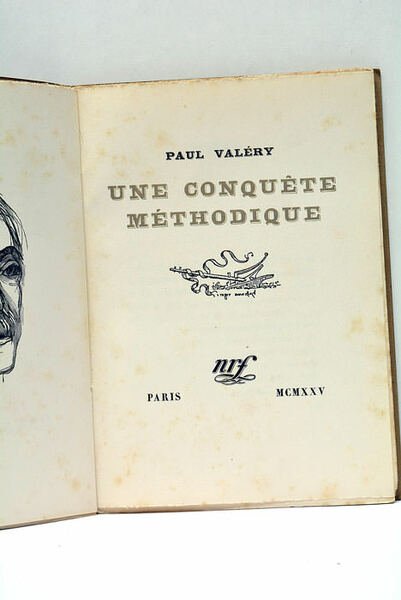 PAUL VALÉRY
UNE CONQUÊTE
MÉTHODIQUE
nrf
PARIS MCMXXV